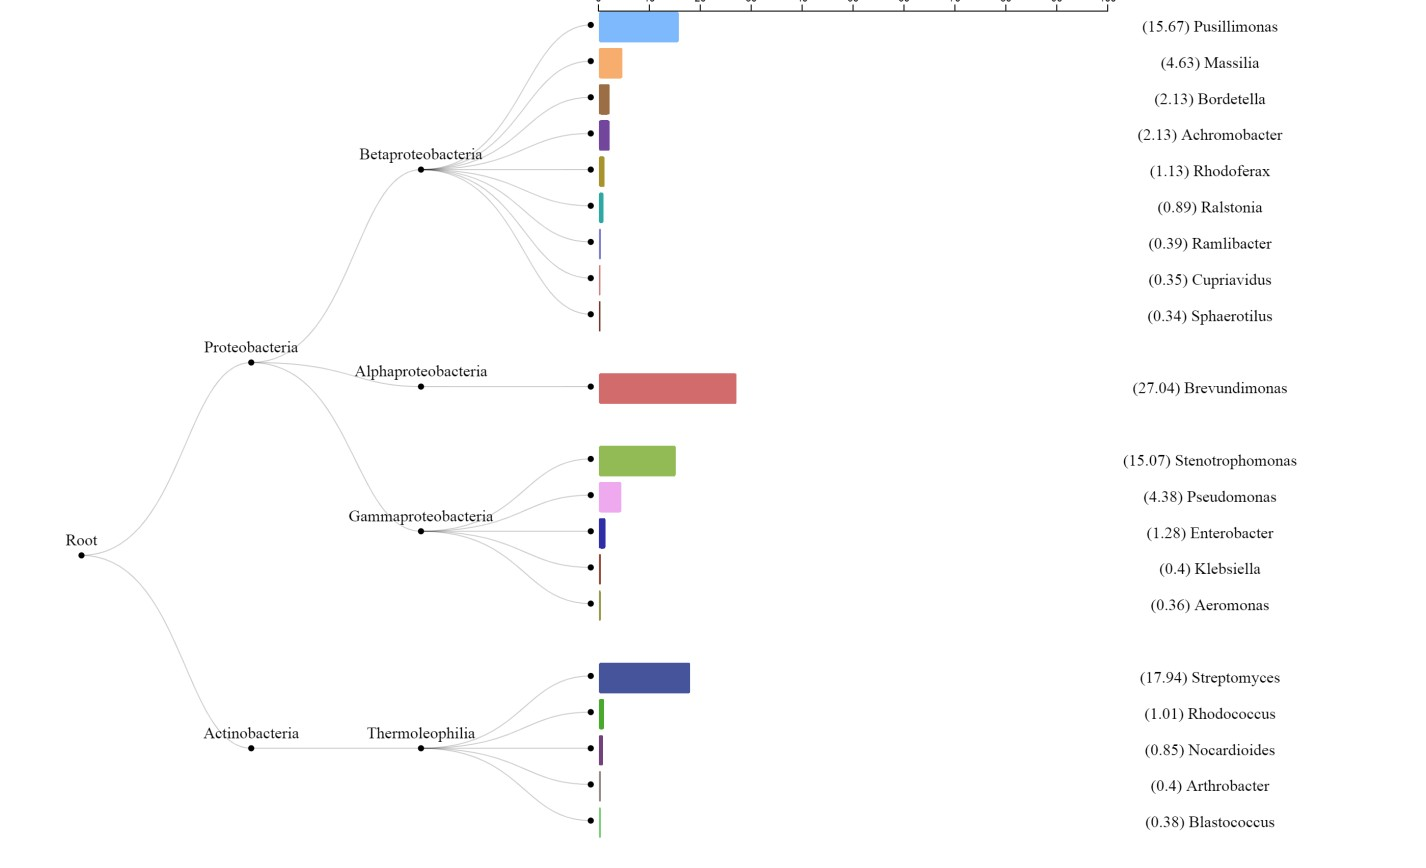 (15.67) Pusillimonas
(4.63) Massilia
(2.13) Bordetella
(2.13) Achromobacter
Betaproteobacteria
(1.13) Rhodoferax
(0.89) Ralstonia
(0.39) Ramlibacter
(0.35) Cupriavidus
(0.34) Sphaerotilus
Proteobacteria
Alphaproteobacteria
(27.04) Brevundimonas
(15.07) Stenotrophomonas
(4.38) Pseudomonas
Gammaproteobacteria
(1.28) Enterobacter
Root
(0.4) Klebsiella
(0.36) Aeromonas
(17.94) Streptomyces
(1.01) Rhodococcus
Actinobacteria
Thermoleophilia
(0.85) Nocardioides
(0.4) Arthrobacter
(0.38) Blastococcus